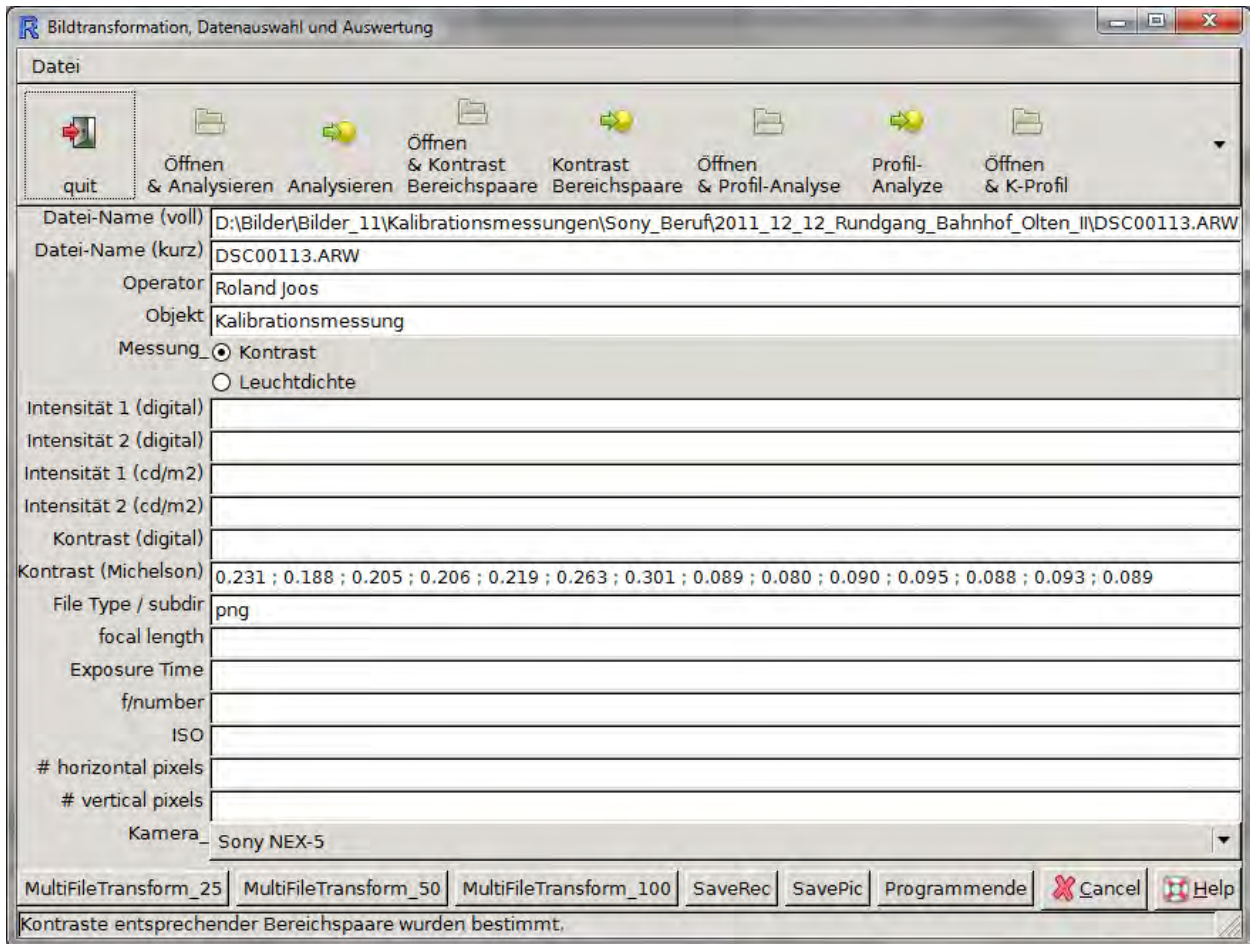 Bildtransformation, Datenauswahl und Auswertung
Datei
quit
Öffnen
& Analysieren
Analysieren
Öffnen
& Kontrast
Bereichspaare
Kontrast
Bereichspaare
Öffnen
& Profil-Analyse
Profil-
Analyze
Öffnen
& K-Profil
Datei-Name (voll) D:\Bilder\Bilder_11\Kalibrationsmessungen\Sony_Beruf\2011_12_12_Rundgang_Bahnhof_Olten_II\DSC00113.ARW
Datei-Name (kurz) DSC00113.ARW
Operator Roland Joos
Objekt Kalibrationsmessung
Messung_ Kontrast
Leuchtdichte
Intensität 1 (digital)
Intensität 2 (digital)
Intensität 1 (cd/m2)
Intensität 2 (cd/m2)
Kontrast (digital)
Kontrast (Michelson) 0.231 ; 0.188 ; 0.205 ; 0.206 ; 0.219 ; 0.263 ; 0.301 ; 0.089 ; 0.080 ; 0.090 ; 0.095 ; 0.088 ; 0.093 ; 0.089
File Type / subdir png
focal length
Exposure Time
f/number
ISO
# horizontal pixels
# vertical pixels
Kamera_ Sony NEX-5
MultiFileTransform_25 MultiFileTransform_50 MultiFileTransform_100 SaveRec SavePic Programmende Cancel Help
Kontraste entsprechender Bereichspaare wurden bestimmt.